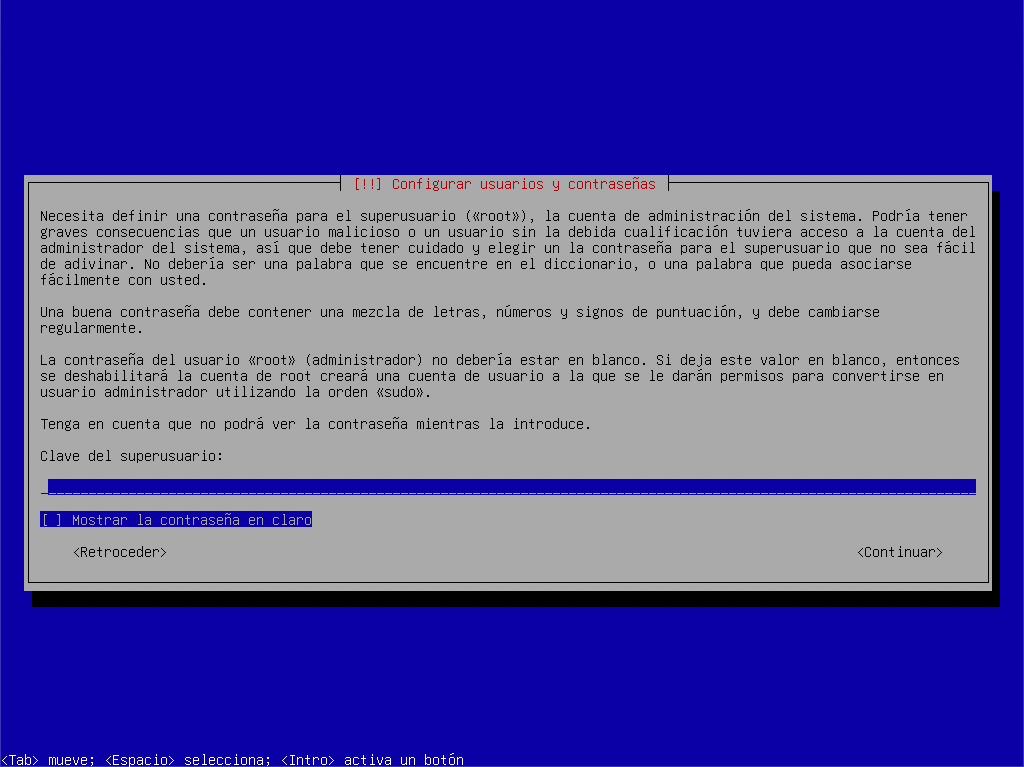 [!!] Configurar usuarios y contraseñas
Necesita definir una contraseña para el superusuario («root»), la cuenta de administración del sistema. Podría tener
graves consecuencias que un usuario malicioso o un usuario sin la debida cualificación tuviera acceso a la cuenta del
administrador del sistema, así que debe tener cuidado y elegir un la contraseña para el superusuario que no sea fácil
de adivinar. No debería ser una palabra que se encuentre en el diccionario, o una palabra que pueda asociarse
fácilmente con usted.
Una buena contraseña debe contener una mezcla de letras, números y signos de puntuación, y debe cambiarse
regularmente.
La contraseña del usuario «root» (administrador) no debería estar en blanco. Si deja este valor en blanco, entonces
se deshabilitará la cuenta de root creará una cuenta de usuario a la que se le darán permisos para convertirse en
usuario administrador utilizando la orden «sudo».
Tenga en cuenta que no podrá ver la contraseña mientras la introduce.
Clave del superusuario:
[ ] Mostrar la contraseña en claro
<Retroceder> <Continuar>
<Tab> mueve; <Espacio> selecciona; <Intro> activa un botón